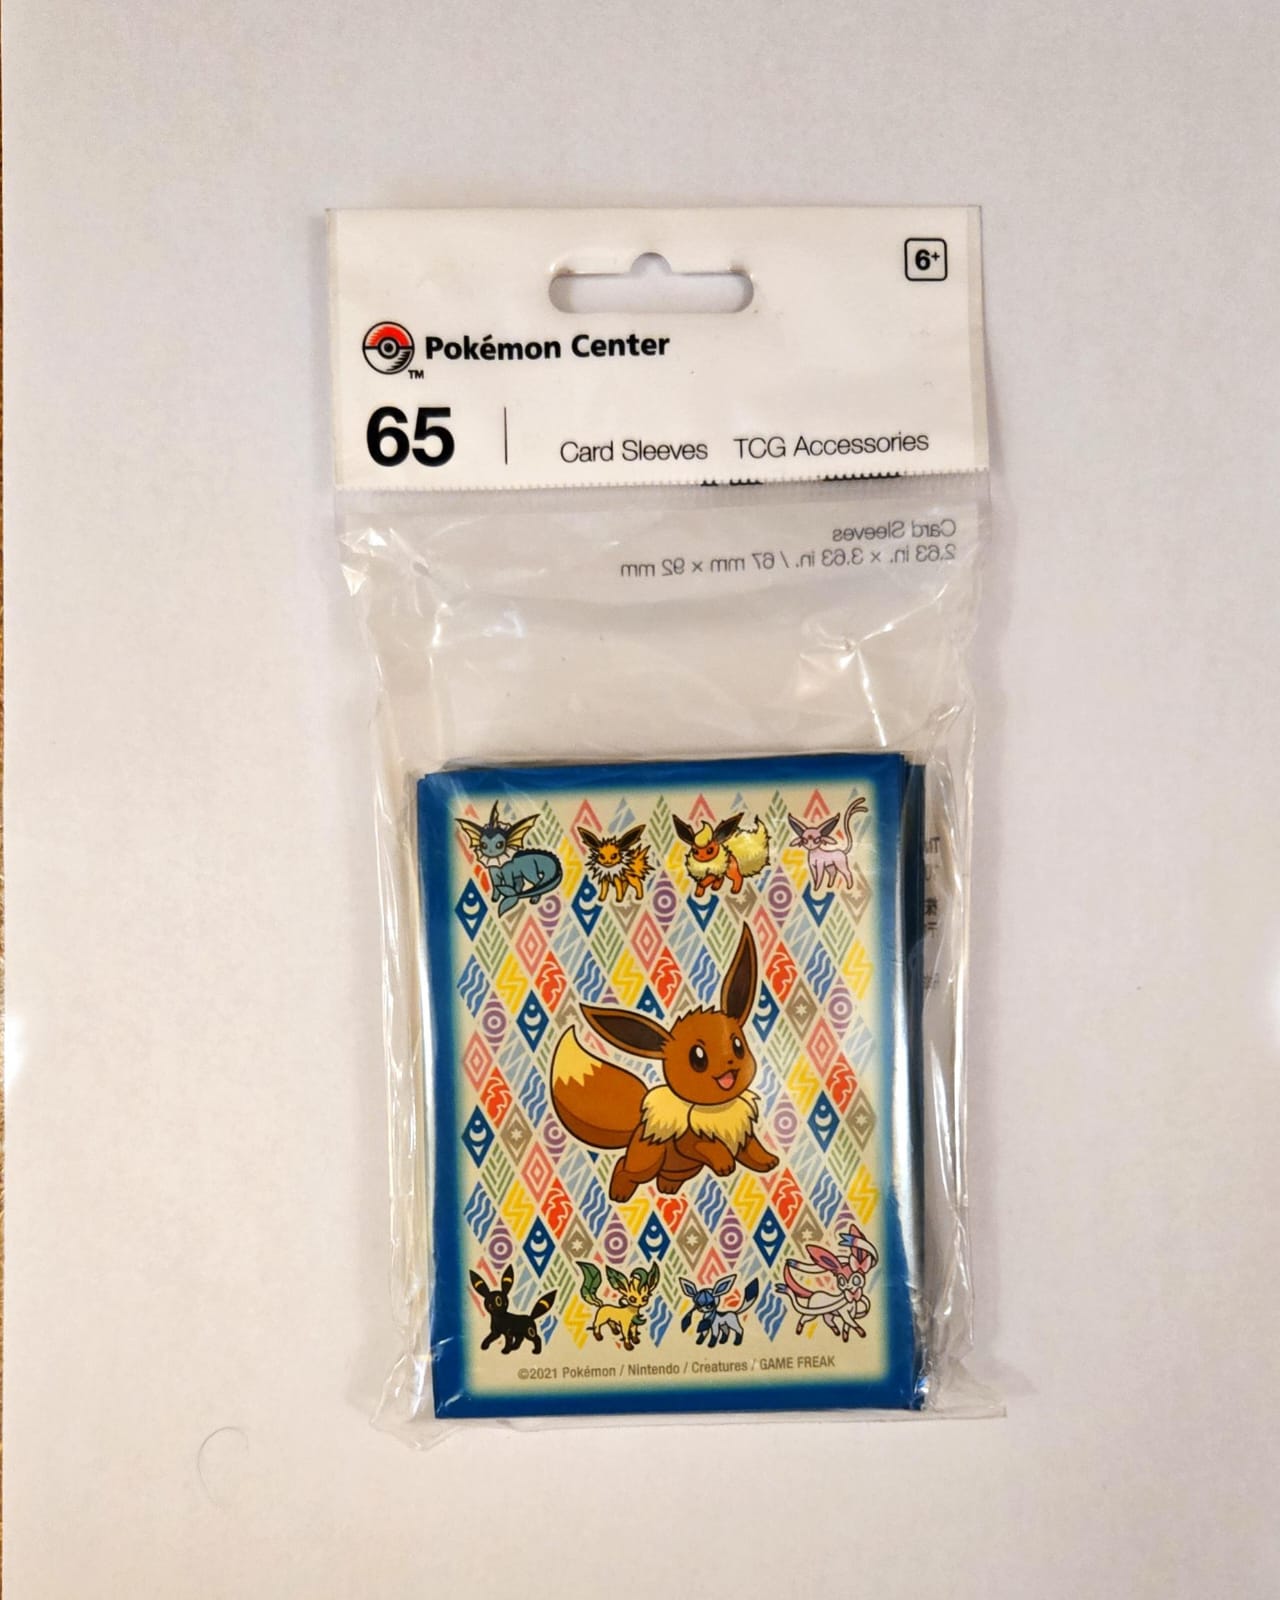 6+
Pokémon Center
TM
65
Card Sleeves TCG Accessories
Card Sleeves
2.63 in. × 3.63 in. / 67 mm × 92 mm
©2021 Pokémon / Nintendo / Creatures / GAME FREAK